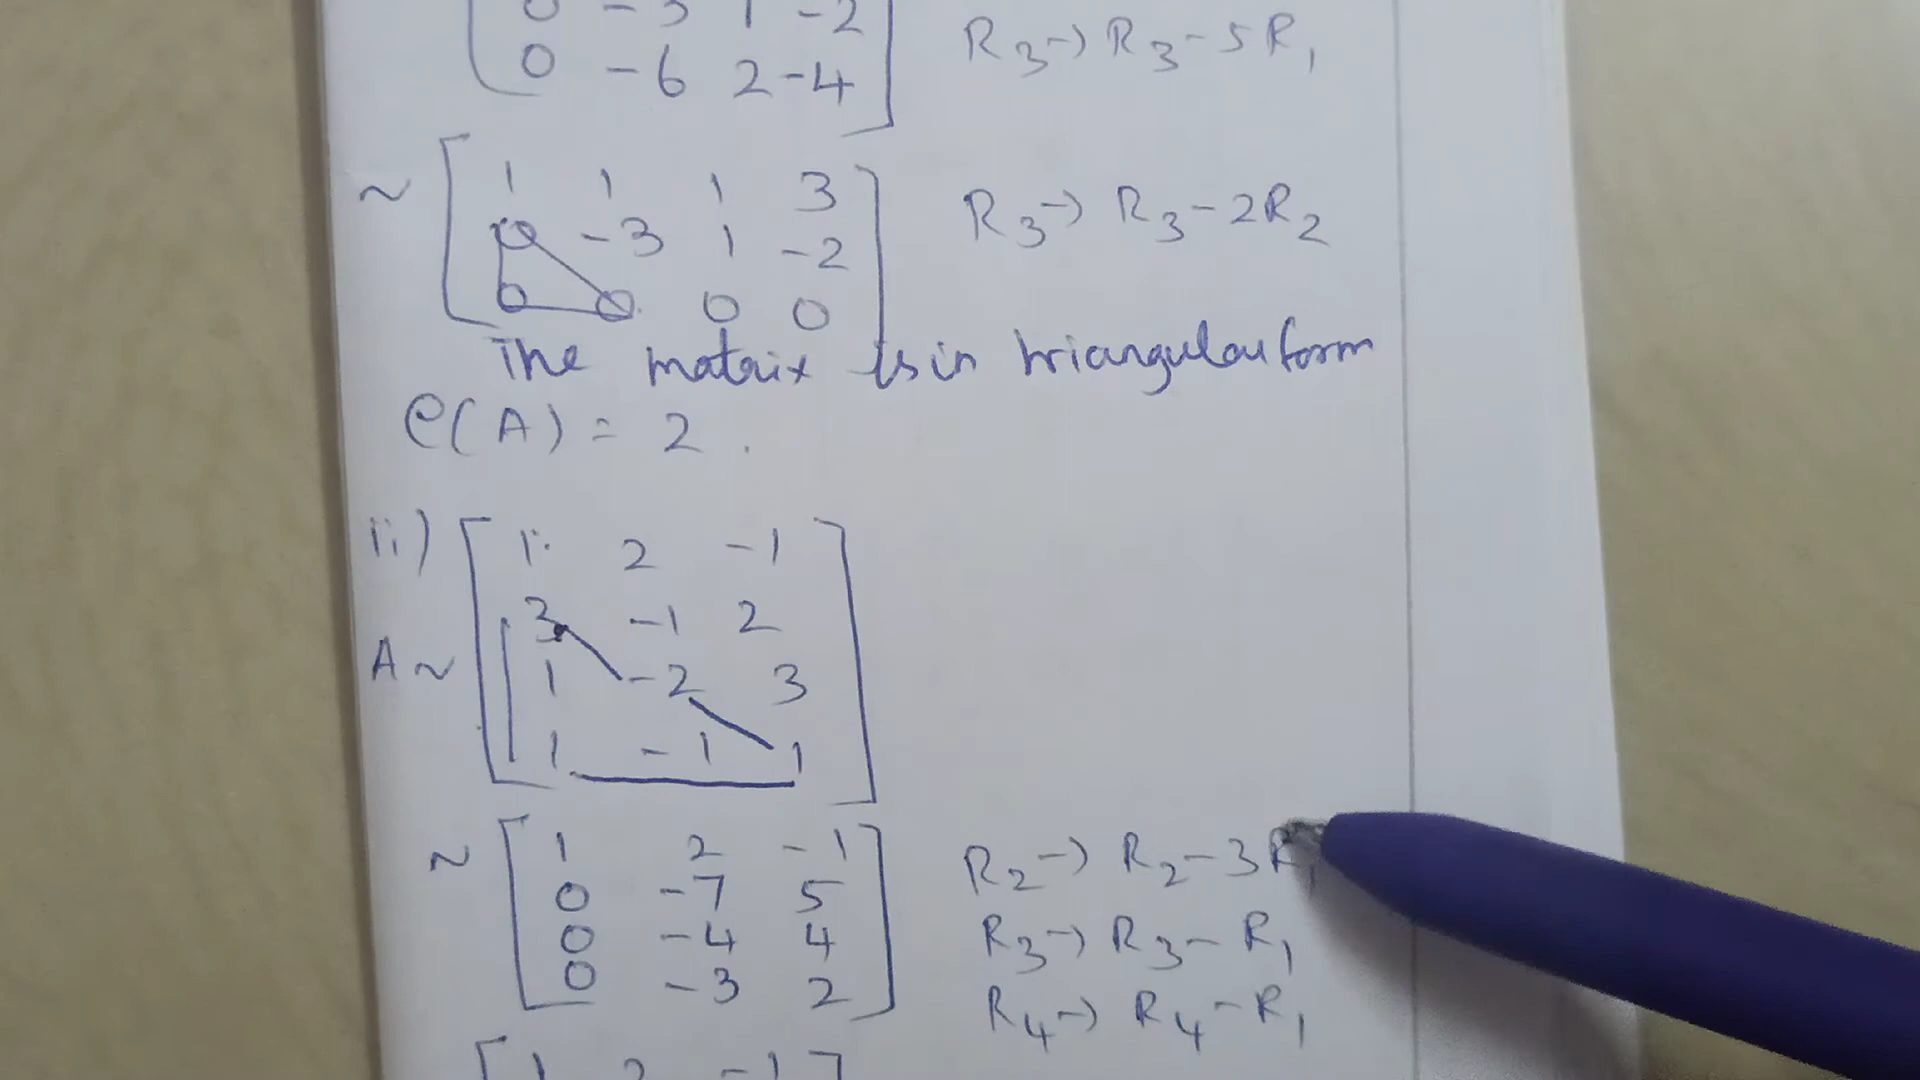 0 -3 1 -2
0 -6 2 -4 R3→ R3-5R1
~ 1 1 1 3
0 -3 1 -2 R3→ R3-2R2
0 0 0 0
The matrix is in triangular form
ρ(A) = 2.
ii) 1 2 -1
3 -1 2
A~ 1 -2 3
1 -1 1
~ 1 2 -1 R2→ R2-3R1
0 -7 5
0 -4 4 R3→ R3-R1
0 -3 2 R4→ R4-R1
1 2 -1